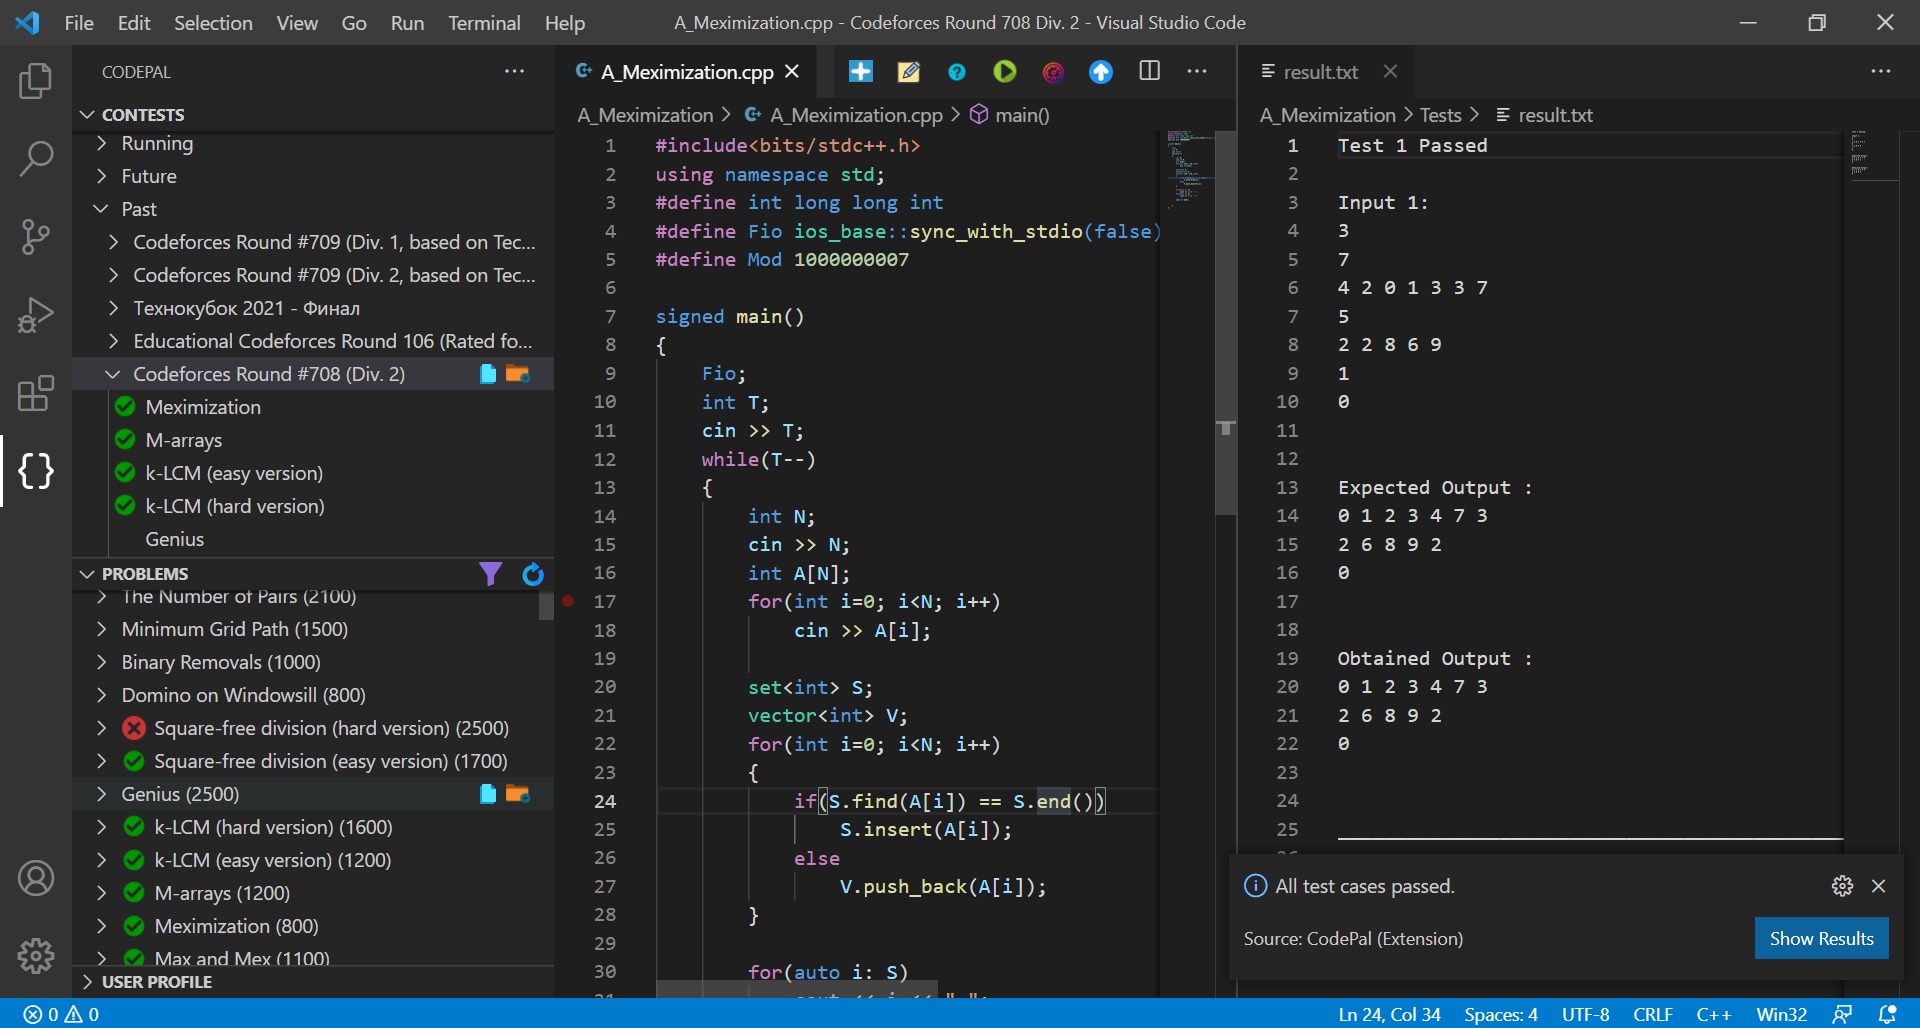 File Edit Selection View Go Run Terminal Help
A_Meximization.cpp - Codeforces Round 708 Div. 2 - Visual Studio Code
CODEPAL
CONTESTS
Running
Future
Past
Codeforces Round #709 (Div. 1, based on Tec...
Codeforces Round #709 (Div. 2, based on Tec...
Технокубок 2021 - Финал
Educational Codeforces Round 106 (Rated fo...
Codeforces Round #708 (Div. 2)
Meximization
M-arrays
k-LCM (easy version)
k-LCM (hard version)
Genius
PROBLEMS
The Number of Pairs (2100)
Minimum Grid Path (1500)
Binary Removals (1000)
Domino on Windowsill (800)
Square-free division (hard version) (2500)
Square-free division (easy version) (1700)
Genius (2500)
k-LCM (hard version) (1600)
k-LCM (easy version) (1200)
M-arrays (1200)
Meximization (800)
Max and Mex (1100)
USER PROFILE
A_Meximization.cpp
A_Meximization > A_Meximization.cpp > main()
1 #include<bits/stdc++.h>
2 using namespace std;
3 #define int long long int
4 #define Fio ios_base::sync_with_stdio(false)
5 #define Mod 1000000007
6
7 signed main()
8 {
9 Fio;
10 int T;
11 cin >> T;
12 while(T--)
13 {
14 int N;
15 cin >> N;
16 int A[N];
17 for(int i=0; i<N; i++)
18 cin >> A[i];
19
20 set<int> S;
21 vector<int> V;
22 for(int i=0; i<N; i++)
23 {
24 if(S.find(A[i]) == S.end())
25 S.insert(A[i]);
26 else
27 V.push_back(A[i]);
28 }
29
30 for(auto i: S)
result.txt
A_Meximization > Tests > result.txt
1 Test 1 Passed
2
3 Input 1:
4 3
5 7
6 4 2 0 1 3 3 7
7 5
8 2 2 8 6 9
9 1
10 0
11
12
13 Expected Output :
14 0 1 2 3 4 7 3
15 2 6 8 9 2
16 0
17
18
19 Obtained Output :
20 0 1 2 3 4 7 3
21 2 6 8 9 2
22 0
23
24
25
All test cases passed.
Source: CodePal (Extension)
Show Results
0 0
Ln 24, Col 34 Spaces: 4 UTF-8 CRLF C++ Win32